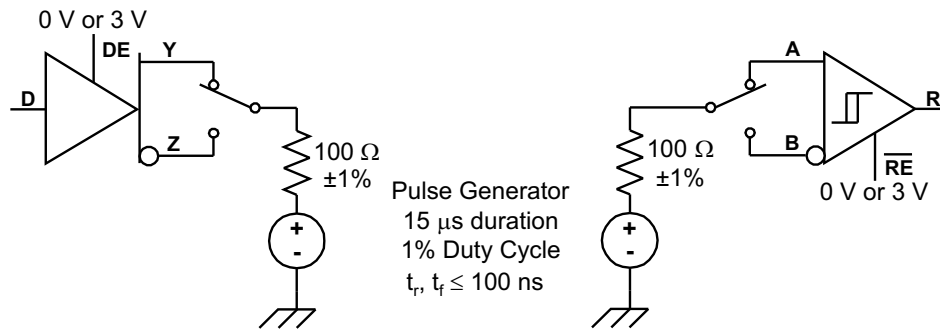 0 V or 3 V
DE
Y
D
Z
100 Ω
±1%
+
-
Pulse Generator
15 μs duration
1% Duty Cycle
tr, tf ≤ 100 ns
A
B
R
100 Ω
±1%
+
-
RE
0 V or 3 V